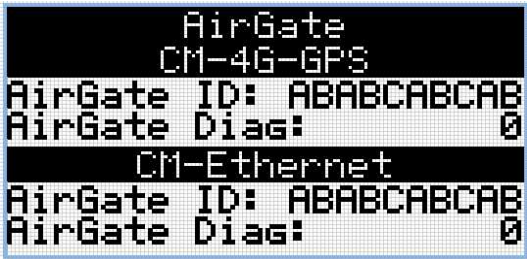 AirGate
CM-4G-GPS
AirGate ID: ABABCABCAB
AirGate Diag: 0
CM-Ethernet
AirGate ID: ABABCABCAB
AirGate Diag: 0